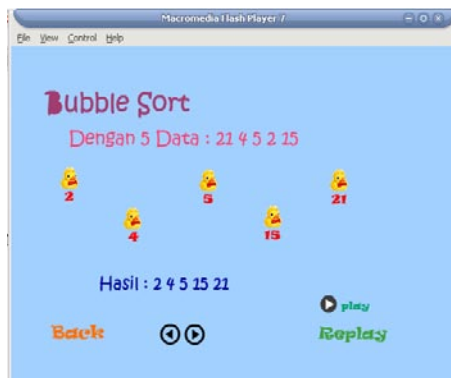 Macromedia Flash Player 7
File View Control Help
Bubble Sort
Dengan 5 Data : 21 4 5 2 15
2 5 21
4 15
Hasil : 2 4 5 15 21
play
Back Replay